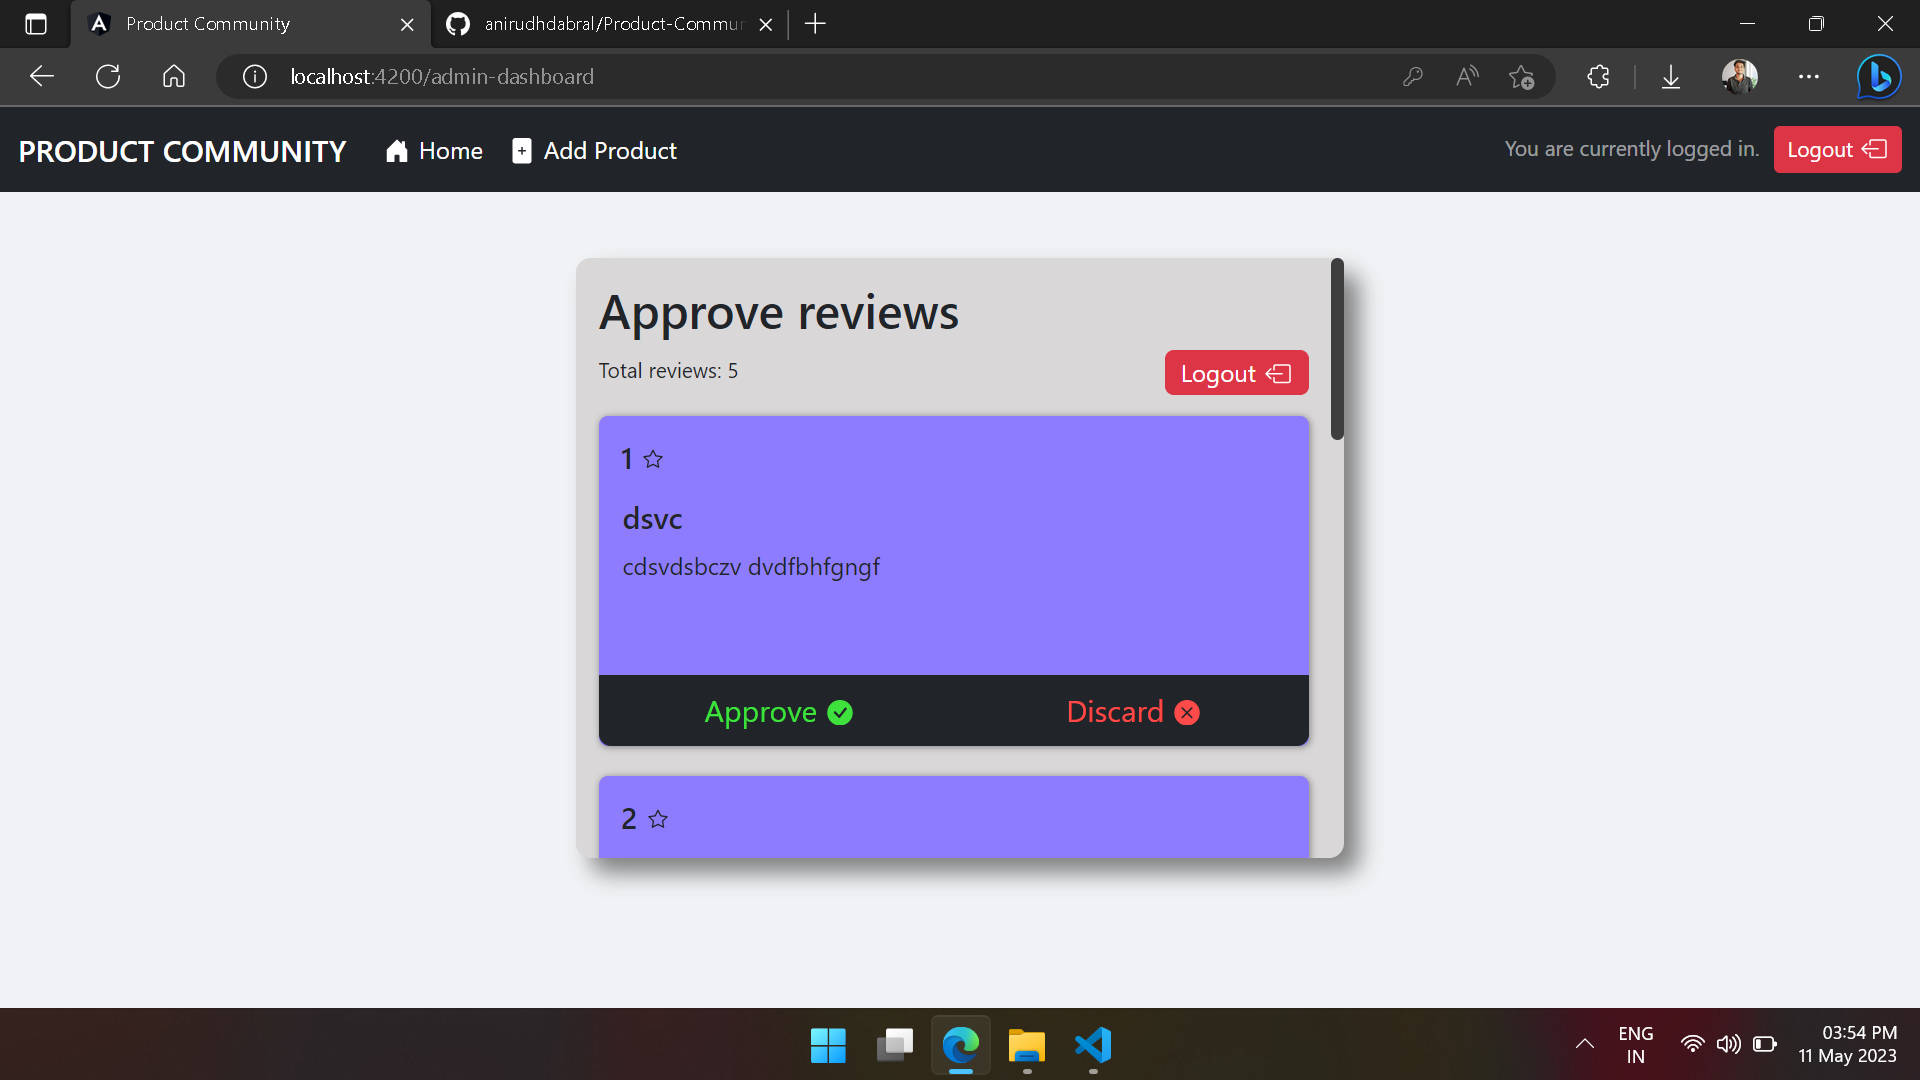 Product Community
anirudhdabral/Product-Commun
localhost:4200/admin-dashboard
PRODUCT COMMUNITY
Home
Add Product
You are currently logged in.
Logout
Approve reviews
Total reviews: 5
Logout
1
dsvc
cdsvdsbczv dvdfbhfgngf
Approve
Discard
2
ENG
IN
03:54 PM
11 May 2023